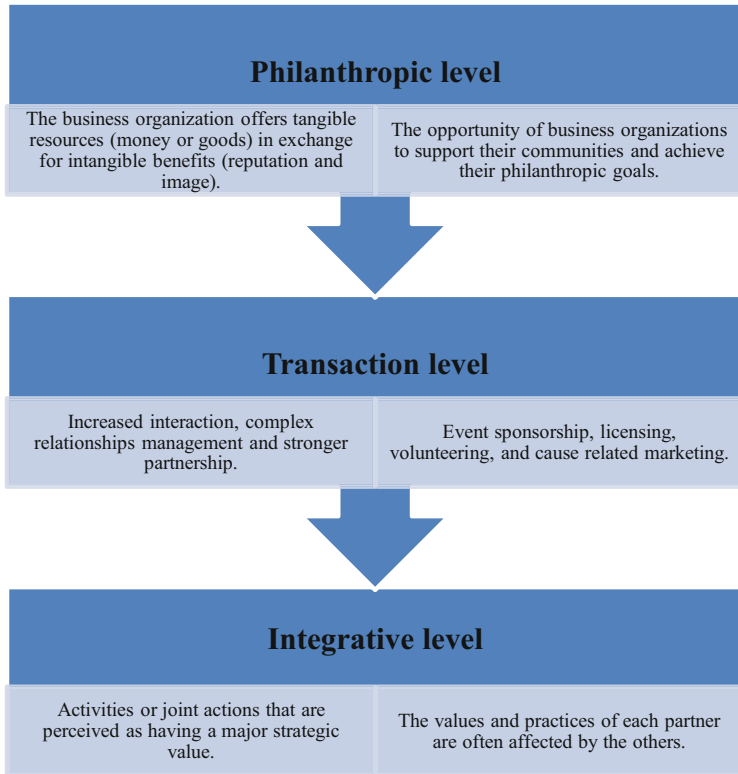 Philanthropic level
The business organization offers tangible
resources (money or goods) in exchange
for intangible benefits (reputation and
image).
The opportunity of business organizations
to support their communities and achieve
their philanthropic goals.
Transaction level
Increased interaction, complex
relationships management and stronger
partnership.
Event sponsorship, licensing,
volunteering, and cause related marketing.
Integrative level
Activities or joint actions that are
perceived as having a major strategic
value.
The values and practices of each partner
are often affected by the others.